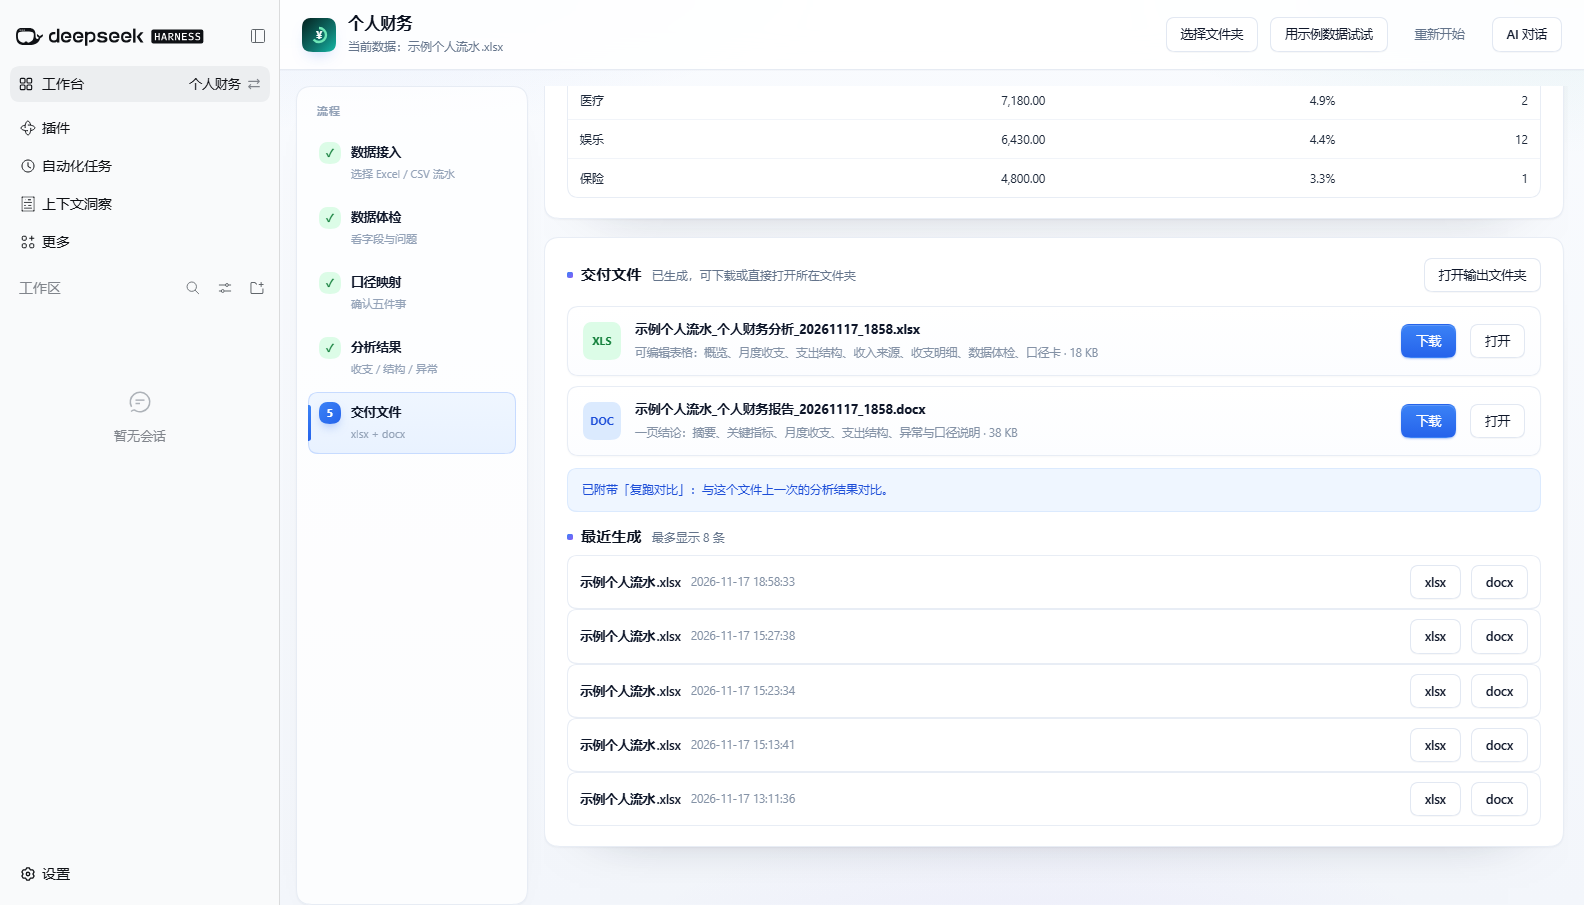 deepseek HARNESS
工作台 个人财务
插件
自动化任务
上下文洞察
更多
工作区
暂无会话
设置
个人财务
当前数据：示例个人流水.xlsx
选择文件夹 用示例数据试试 重新开始 AI 对话
流程
数据接入
选择 Excel / CSV 流水
数据体检
看字段与问题
口径映射
确认五件事
分析结果
收支 / 结构 / 异常
5 交付文件
xlsx + docx
医疗 7,180.00 4.9% 2
娱乐 6,430.00 4.4% 12
保险 4,800.00 3.3% 1
交付文件 已生成，可下载或直接打开所在文件夹 打开输出文件夹
XLS
示例个人流水_个人财务分析_20261117_1858.xlsx
可编辑表格：概览、月度收支、支出结构、收入来源、收支明细、数据体检、口径卡 · 18 KB
下载 打开
DOC
示例个人流水_个人财务报告_20261117_1858.docx
一页结论：摘要、关键指标、月度收支、支出结构、异常与口径说明 · 38 KB
下载 打开
已附带「复跑对比」：与这个文件上一次的分析结果对比。
最近生成 最多显示 8 条
示例个人流水.xlsx 2026-11-17 18:58:33 xlsx docx
示例个人流水.xlsx 2026-11-17 15:27:38 xlsx docx
示例个人流水.xlsx 2026-11-17 15:23:34 xlsx docx
示例个人流水.xlsx 2026-11-17 15:13:41 xlsx docx
示例个人流水.xlsx 2026-11-17 13:11:36 xlsx docx